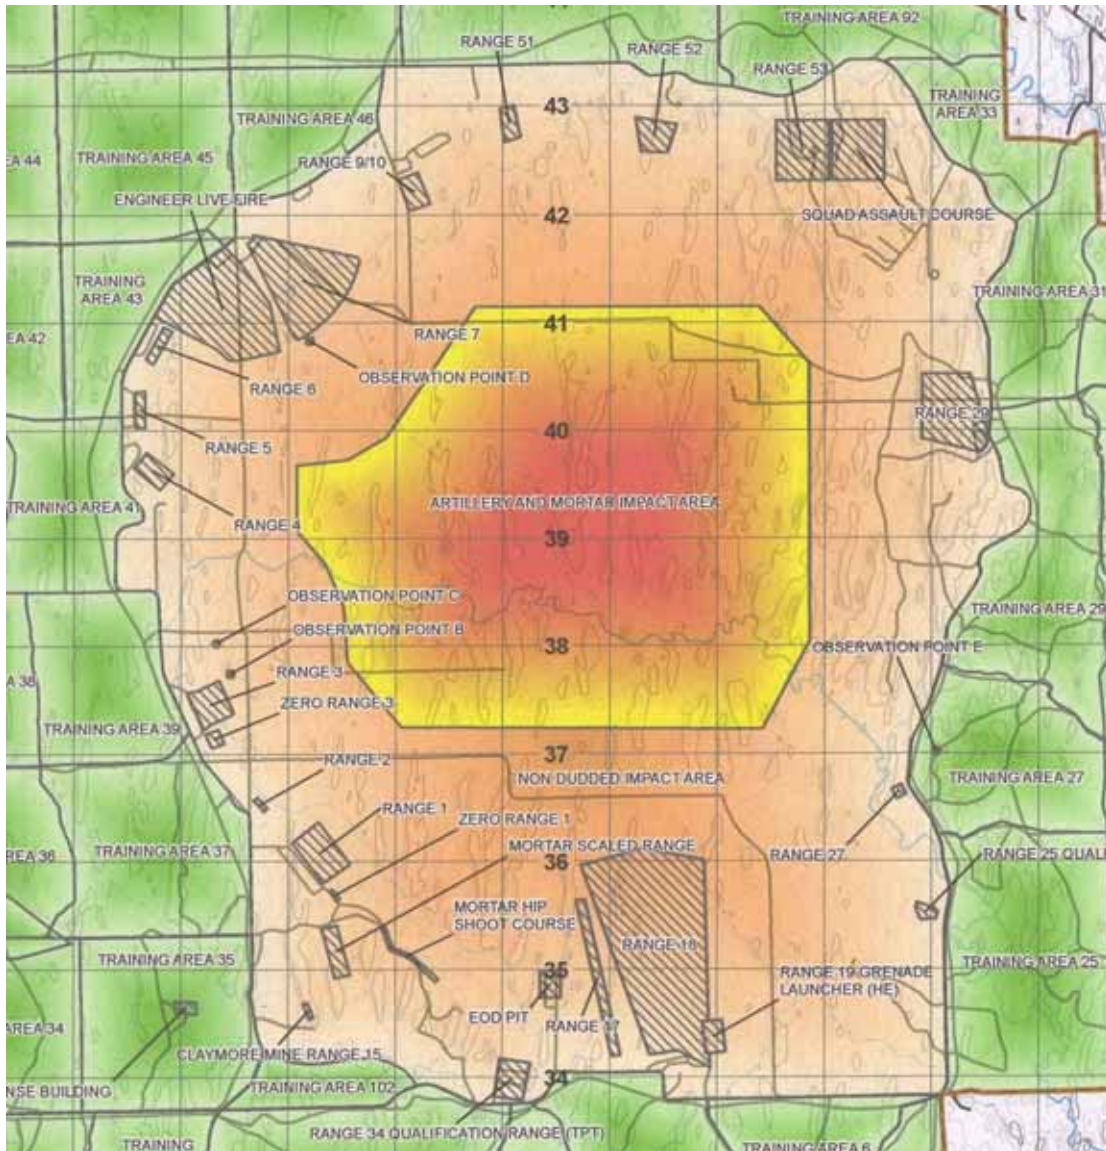 TRAINING AREA 92
RANGE 51
RANGE 52
RANGE 53
43
TRAINING
AREA 33
TRAINING AREA 46
EA 44
TRAINING AREA 45
RANGE 9/10
ENGINEER LIVE FIRE
42
SQUAD ASSAULT COURSE
TRAINING
AREA 43
TRAINING AREA 31
41
EA 42
RANGE 7
OBSERVATION POINT D
RANGE 6
RANGE 29
40
RANGE 5
ARTILLERY AND MORTAR IMPACT AREA
TRAINING AREA 41
RANGE 4
39
OBSERVATION POINT C
TRAINING AREA 29
OBSERVATION POINT B
38
OBSERVATION POINT E
RANGE 3
A 38
ZERO RANGE 3
TRAINING AREA 39
37
RANGE 2
NON DUDDED IMPACT AREA
TRAINING AREA 27
RANGE 1
ZERO RANGE 1
MORTAR SCALED RANGE
TRAINING AREA 37
REA 36
36
RANGE 27
RANGE 25 QUALI
MORTAR HIP
SHOOT COURSE
RANGE 18
TRAINING AREA 35
35
TRAINING AREA 25
RANGE 19 GRENADE
LAUNCHER (HE)
EOD PIT
RANGE 17
AREA 34
CLAYMORE MINE RANGE 15
34
NSE BUILDING
TRAINING AREA 102
RANGE 34 QUALIFICATION RANGE (TPT)
TRAINING
TRAINING AREA 6